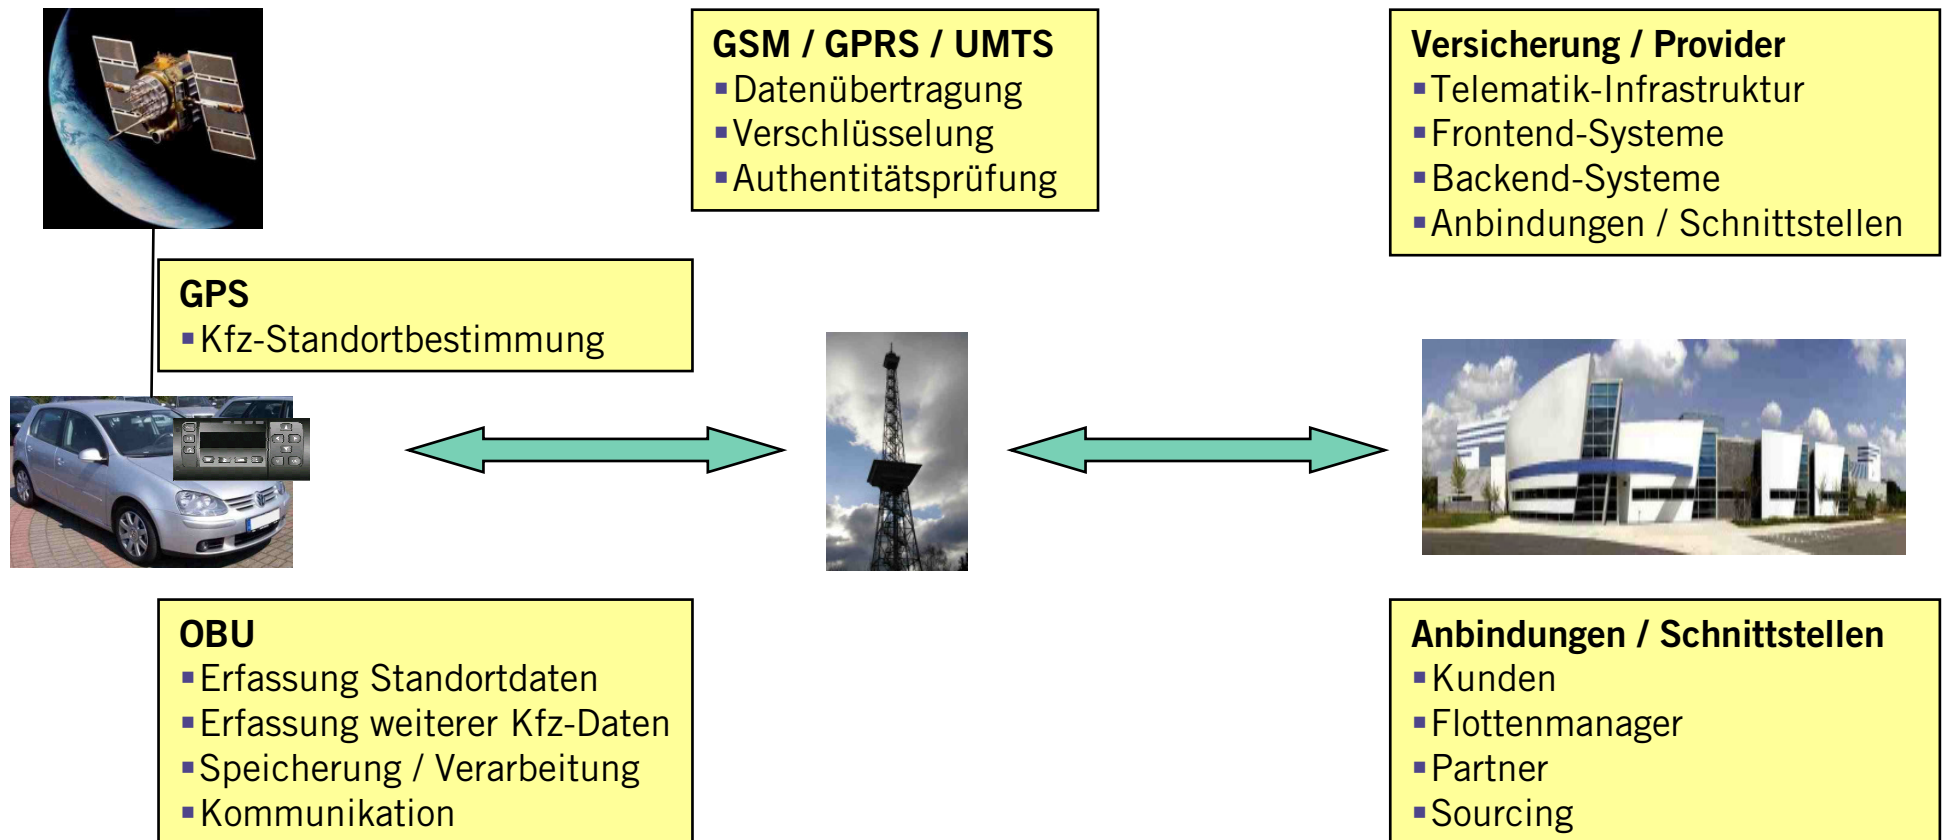 GSM / GPRS / UMTS
▪Datenübertragung
▪Verschlüsselung
▪Authentitätsprüfung
Versicherung / Provider
▪Telematik-Infrastruktur
▪Frontend-Systeme
▪Backend-Systeme
▪Anbindungen / Schnittstellen
GPS
▪Kfz-Standortbestimmung
OBU
▪Erfassung Standortdaten
▪Erfassung weiterer Kfz-Daten
▪Speicherung / Verarbeitung
▪Kommunikation
Anbindungen / Schnittstellen
▪Kunden
▪Flottenmanager
▪Partner
▪Sourcing